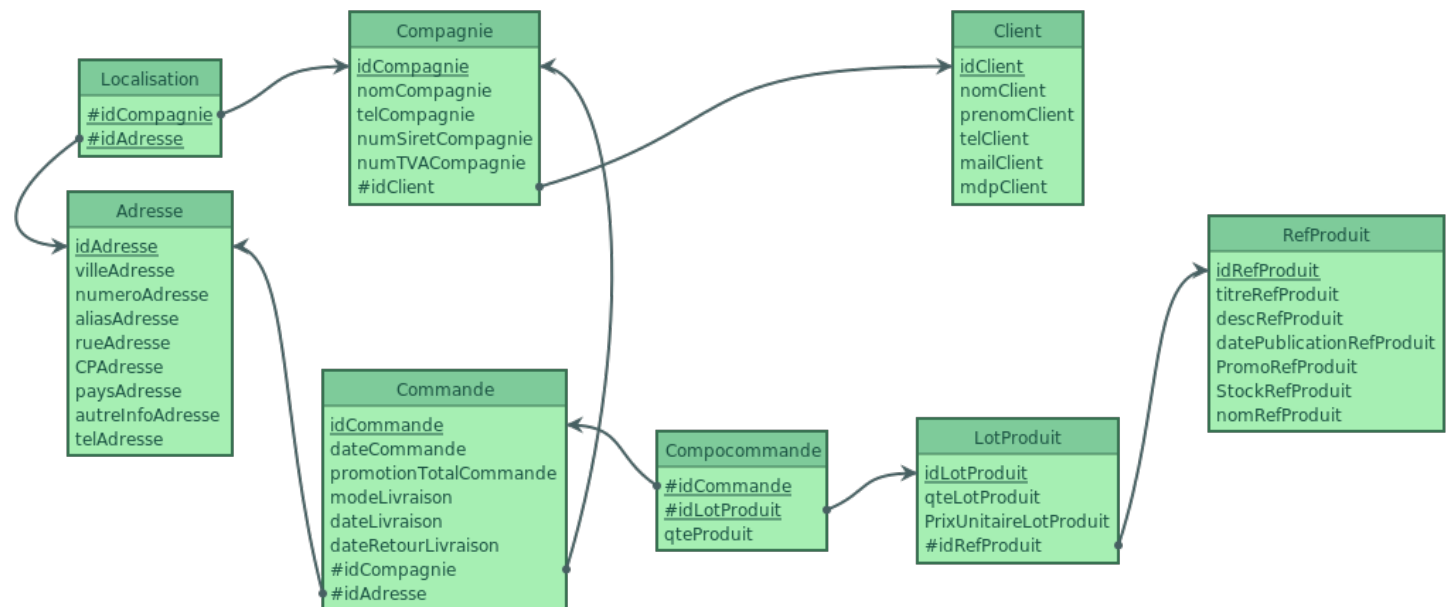 Compagnie
idCompagnie
nomCompagnie
telCompagnie
numSiretCompagnie
numTVACompagnie
#idClient
Client
idClient
nomClient
prenomClient
telClient
mailClient
mdpClient
Localisation
#idCompagnie
#idAdresse
Adresse
idAdresse
villeAdresse
numeroAdresse
aliasAdresse
rueAdresse
CPAdresse
paysAdresse
autreInfoAdresse
telAdresse
RefProduit
idRefProduit
titreRefProduit
descRefProduit
datePublicationRefProduit
PromoRefProduit
StockRefProduit
nomRefProduit
Commande
idCommande
dateCommande
promotionTotalCommande
modeLivraison
dateLivraison
dateRetourLivraison
#idCompagnie
#idAdresse
Compocommande
#idCommande
#idLotProduit
qteProduit
LotProduit
idLotProduit
qteLotProduit
PrixUnitaireLotProduit
#idRefProduit